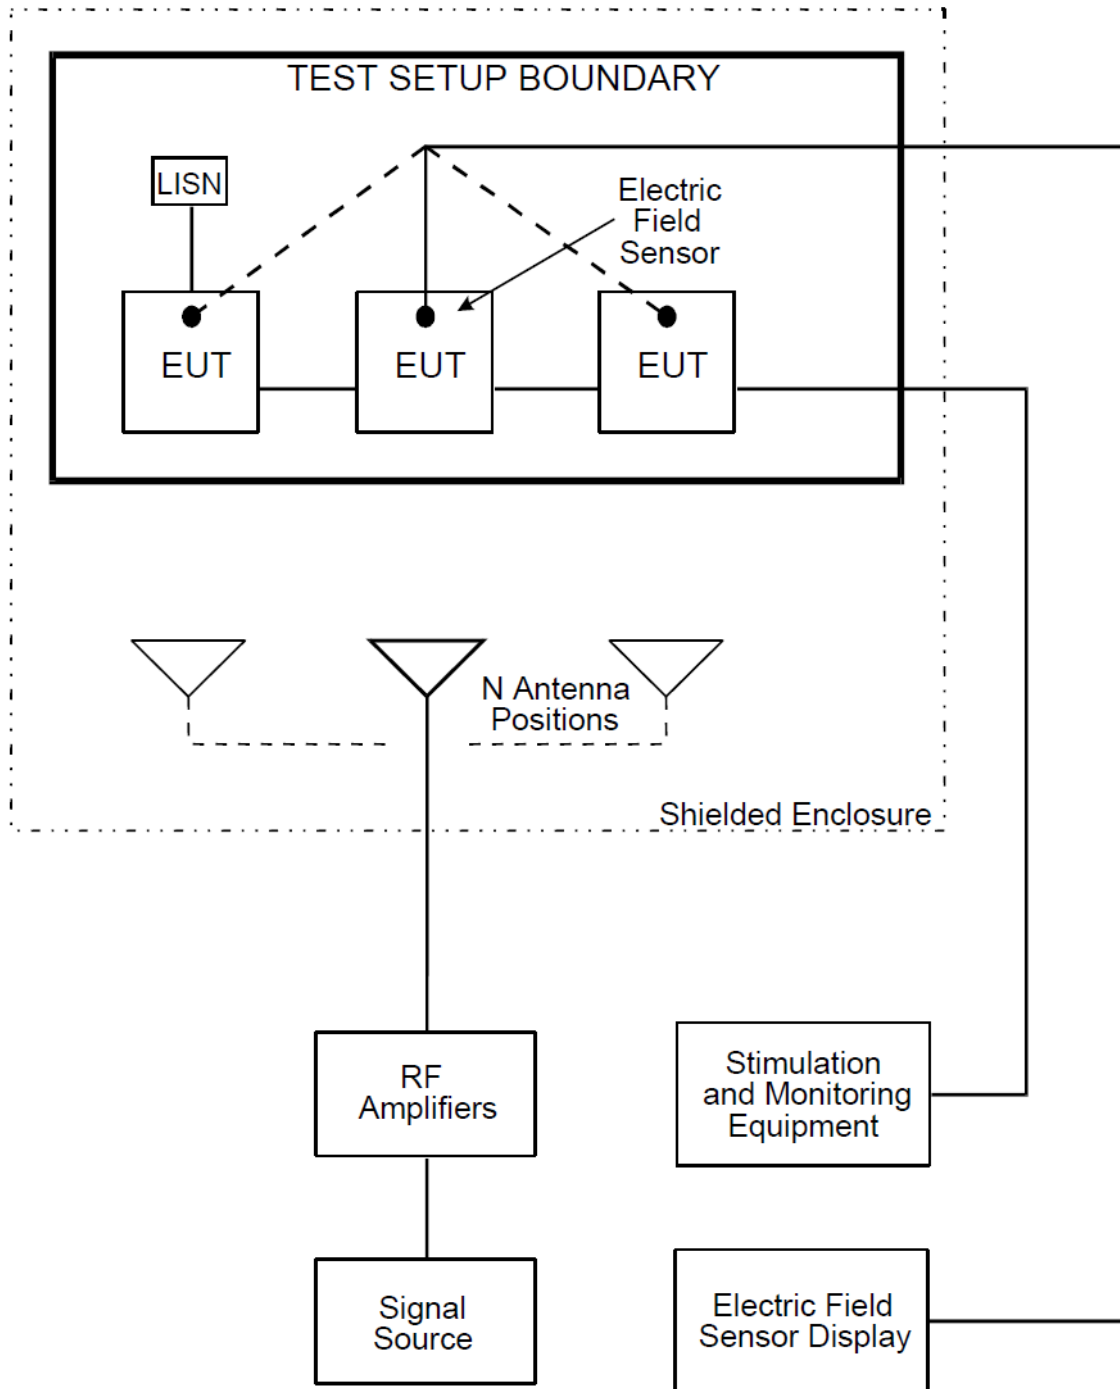 TEST SETUP BOUNDARY
LISN
Electric
Field
Sensor
EUT
EUT
EUT
N Antenna
Positions
Shielded Enclosure
RF
Amplifiers
Stimulation
and Monitoring
Equipment
Signal
Source
Electric Field
Sensor Display